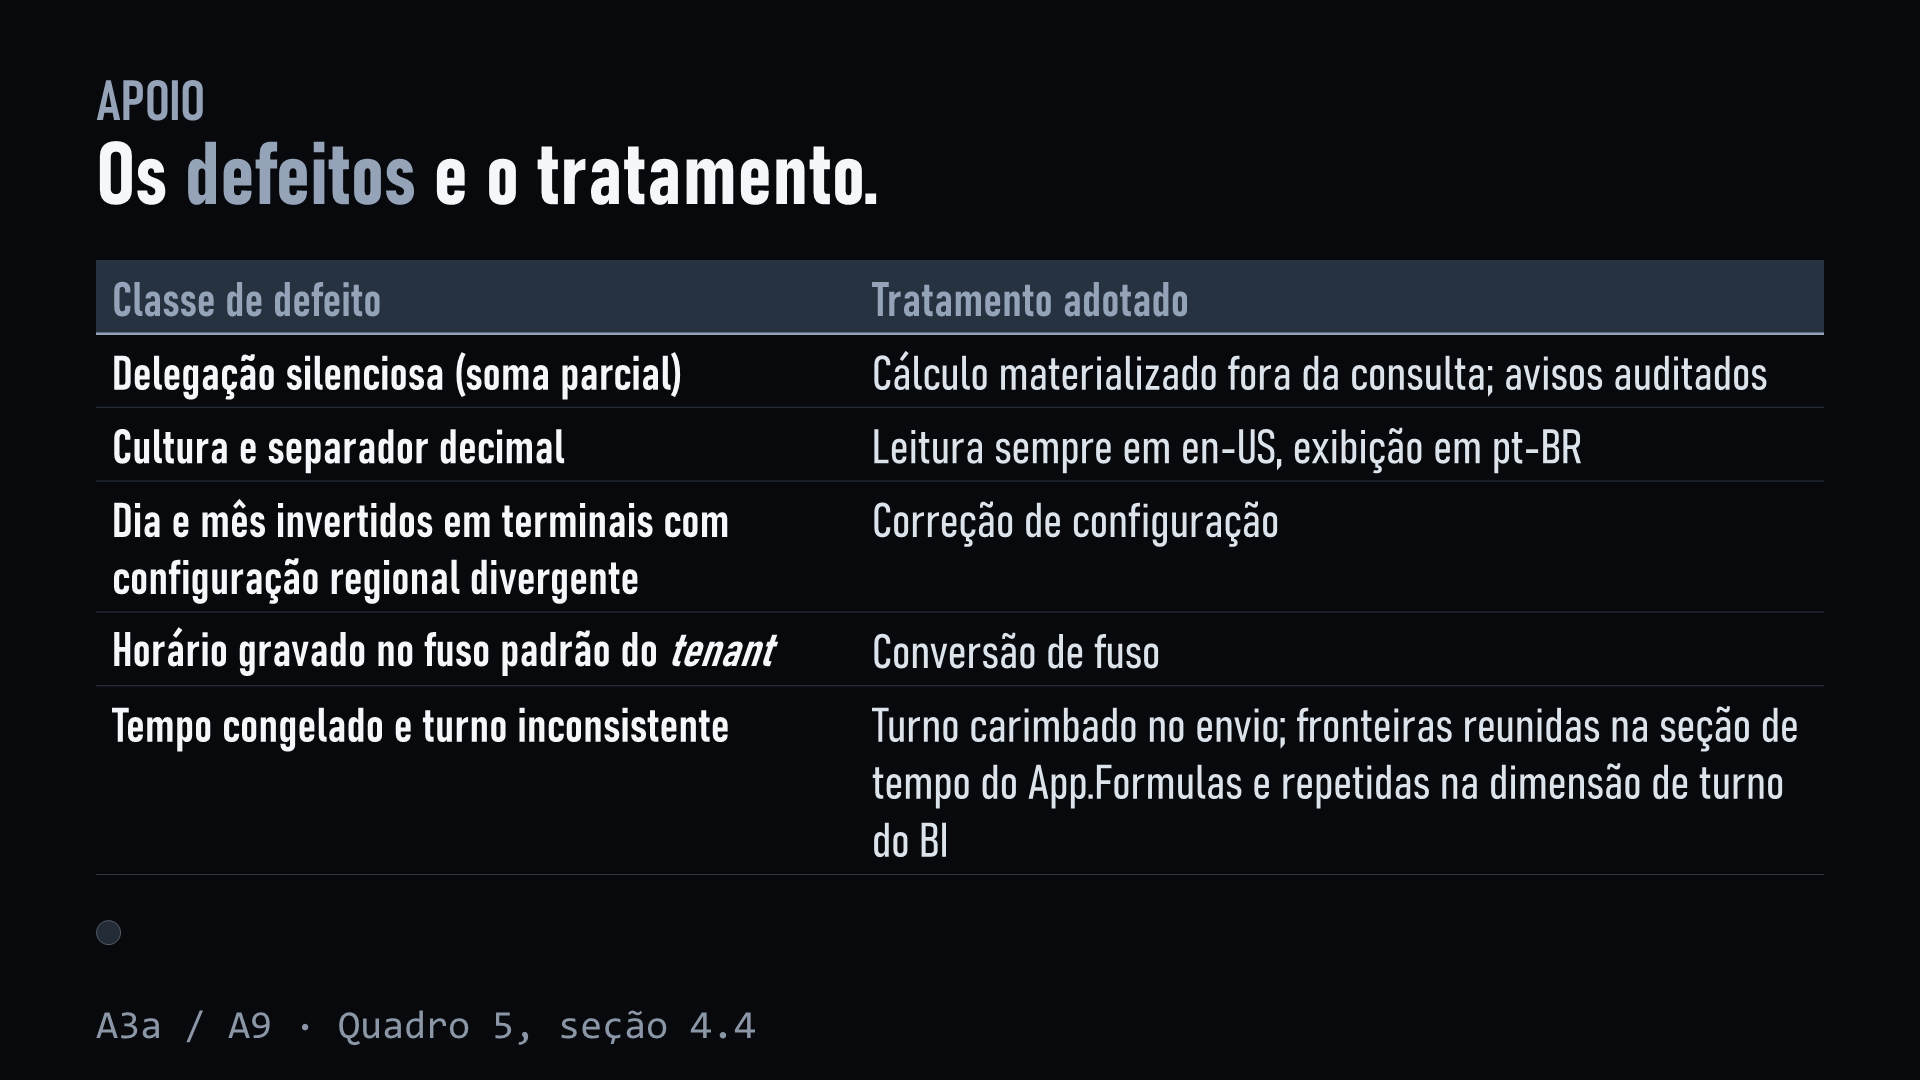 APOIO
Os defeitos e o tratamento.
Classe de defeito
Tratamento adotado
Delegação silenciosa (soma parcial)
Cálculo materializado fora da consulta; avisos auditados
Cultura e separador decimal
Leitura sempre em en-US, exibição em pt-BR
Dia e mês invertidos em terminais com
configuração regional divergente
Correção de configuração
Horário gravado no fuso padrão do tenant
Conversão de fuso
Tempo congelado e turno inconsistente
Turno carimbado no envio; fronteiras reunidas na seção de
tempo do App.Formulas e repetidas na dimensão de turno
do BI
A3a / A9 · Quadro 5, seção 4.4